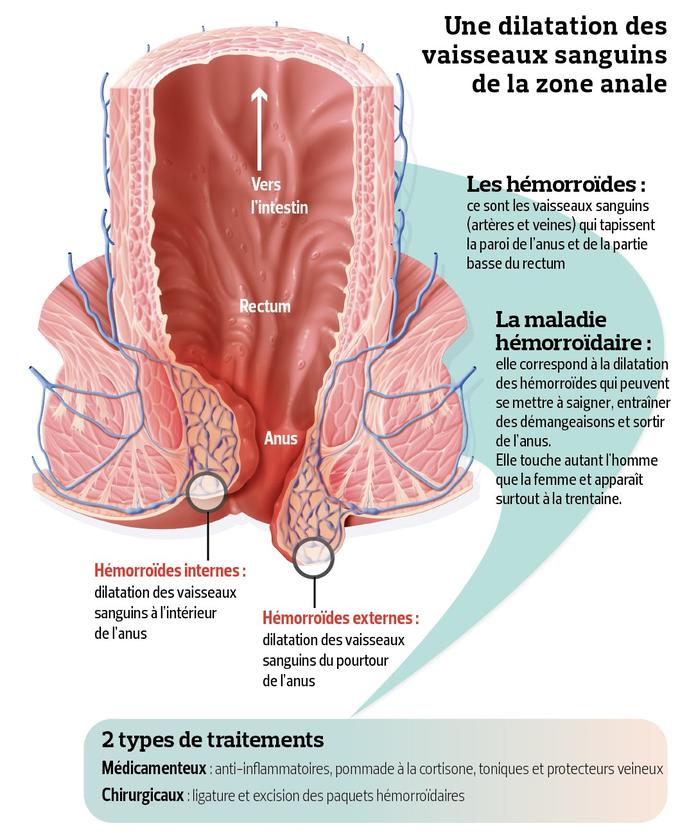 Une dilatation des
vaisseaux sanguins
de la zone anale
Vers
l'intestin
Rectum
Anus
Les hémorroïdes :
ce sont les vaisseaux sanguins
(artères et veines) qui tapissent
la paroi de l'anus et de la partie
basse du rectum
La maladie
hémorroïdaire :
elle correspond à la dilatation
des hémorroïdes qui peuvent
se mettre à saigner, entraîner
des démangeaisons et sortir
de l'anus.
Elle touche autant l'homme
que la femme et apparaît
surtout à la trentaine.
Hémorroïdes internes :
dilatation des vaisseaux
sanguins à l'intérieur
de l'anus
Hémorroïdes externes :
dilatation des vaisseaux
sanguins du pourtour
de l'anus
2 types de traitements
Médicamenteux : anti-inflammatoires, pommade à la cortisone, toniques et protecteurs veineux
Chirurgicaux : ligature et excision des paquets hémorroïdaires